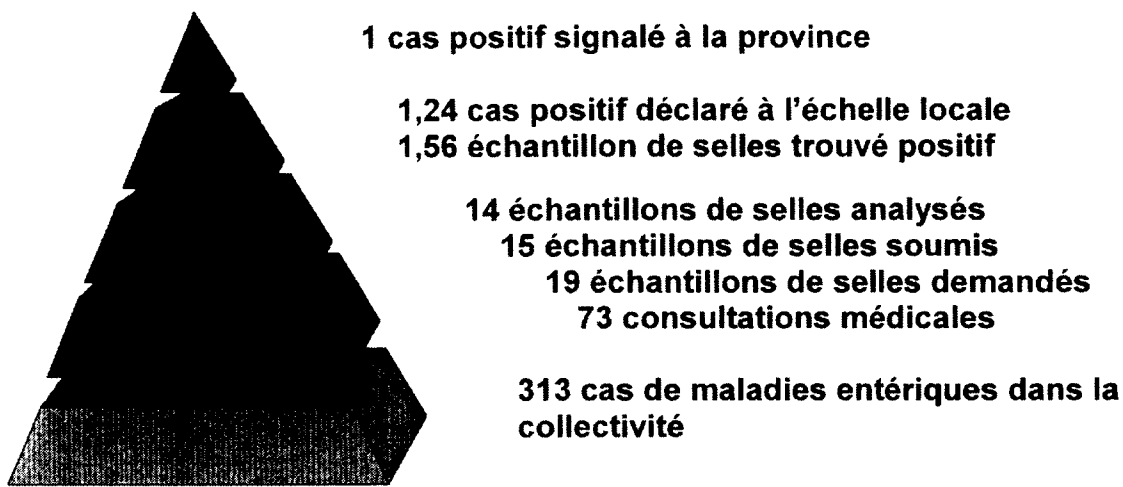 1 cas positif signalé à la province
1,24 cas positif déclaré à l'échelle locale
1,56 échantillon de selles trouvé positif
14 échantillons de selles analysés
15 échantillons de selles soumis
19 échantillons de selles demandés
73 consultations médicales
313 cas de maladies entériques dans la
collectivité